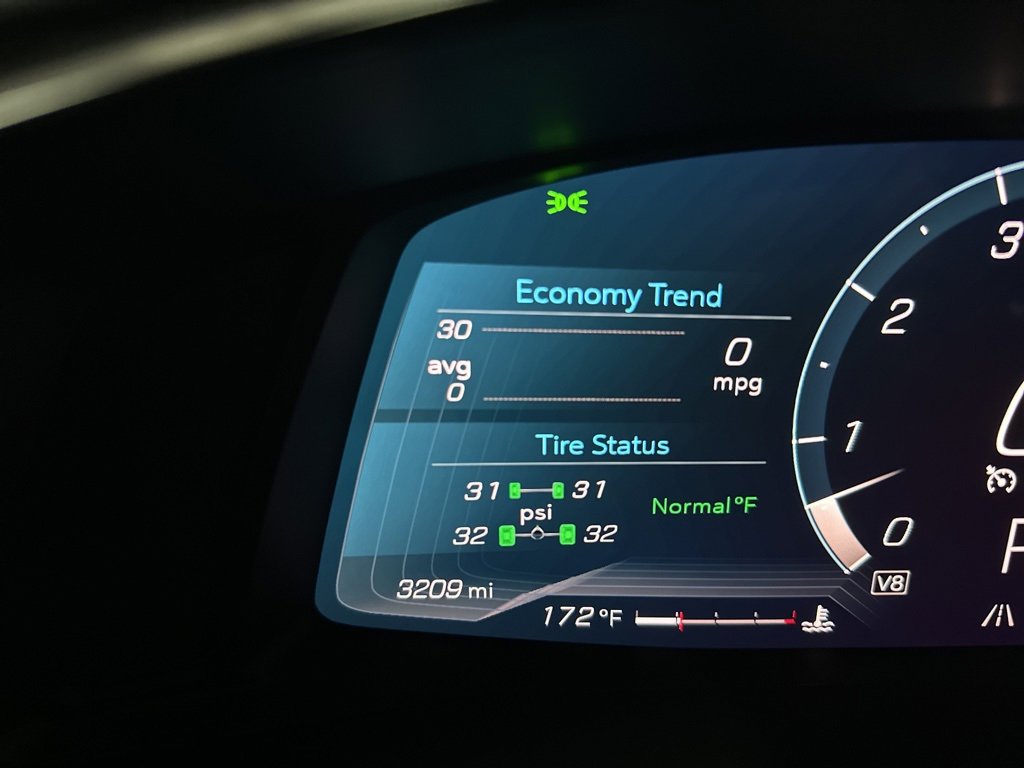 Economy Trend
30
avg
0
0
mpg
Tire Status
31 31
psi
32 32
Normal°F
3209 mi
172 °F
3
2
1
0
V8